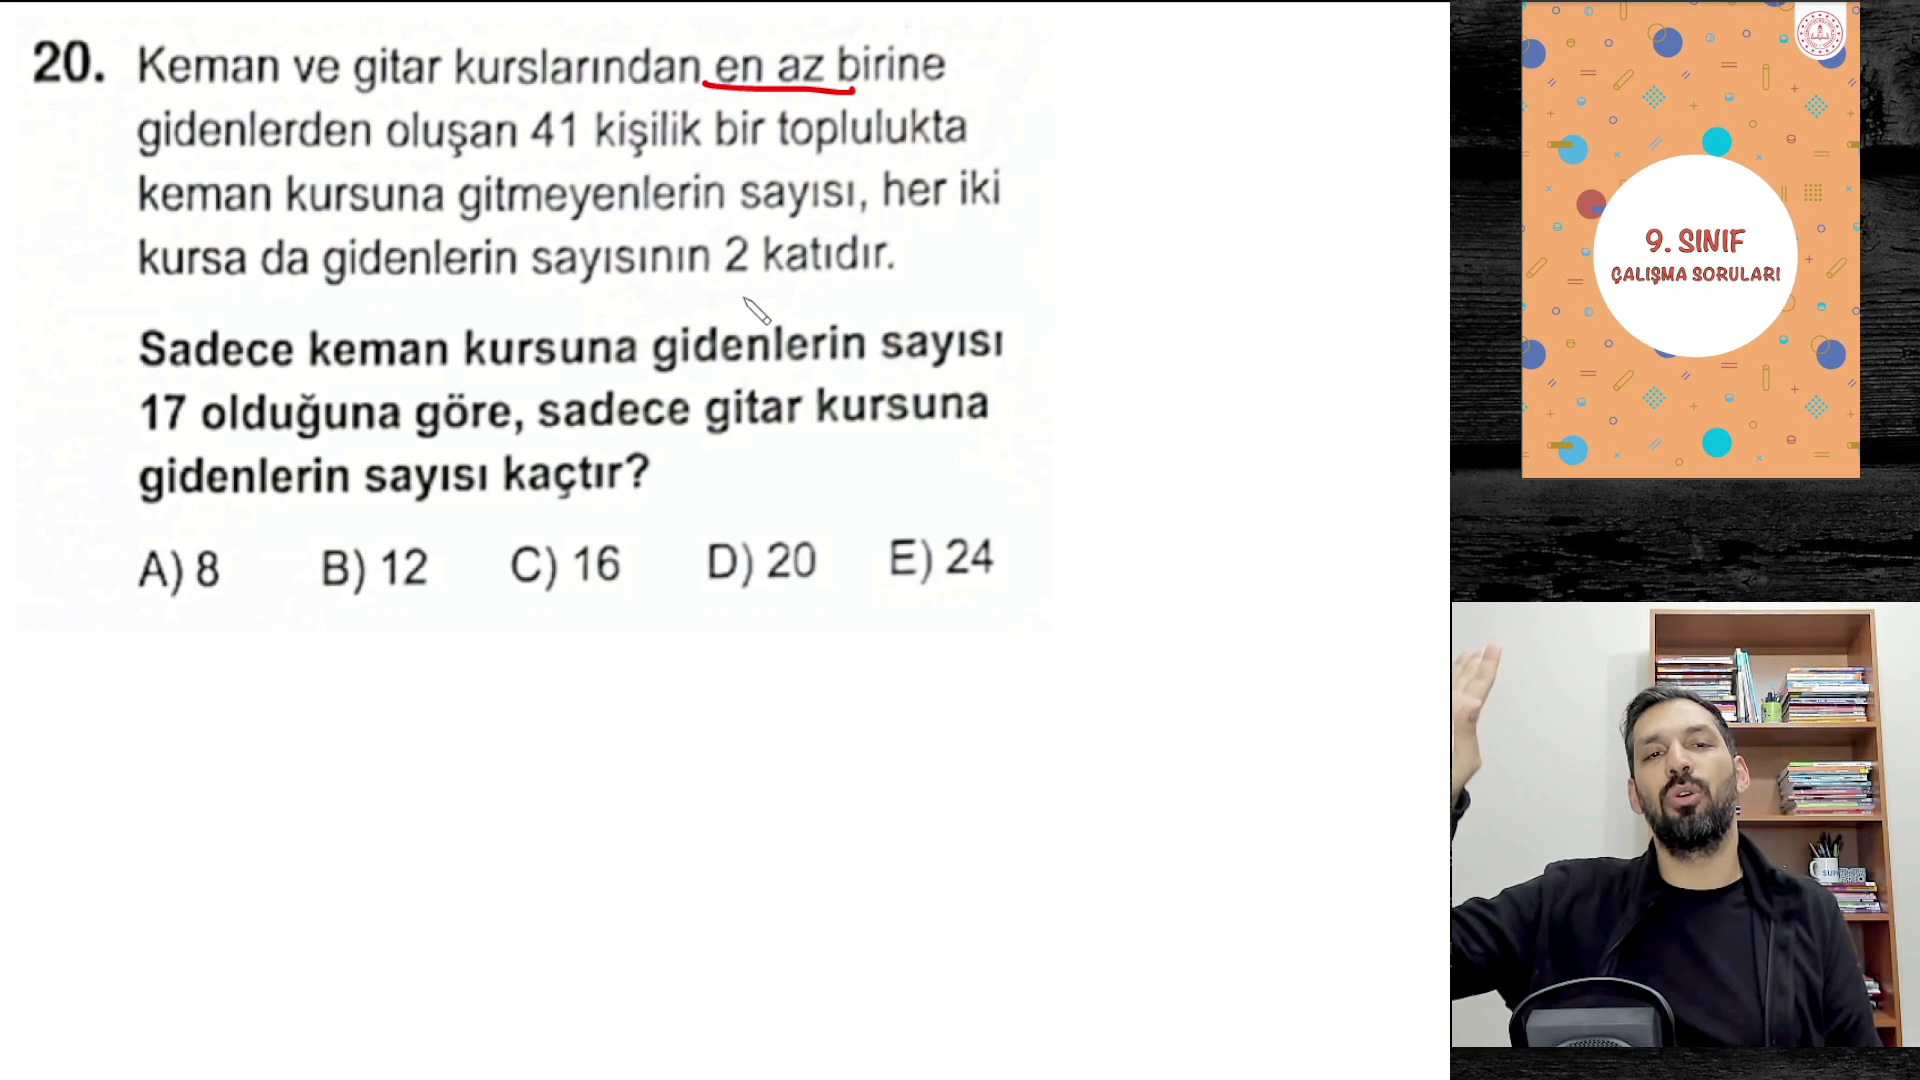 20. Keman ve gitar kurslarından en az birine
gidenlerden oluşan 41 kişilik bir toplulukta
keman kursuna gitmeyenlerin sayısı, her iki
kursa da gidenlerin sayısının 2 katıdır.
Sadece keman kursuna gidenlerin sayısı
17 olduğuna göre, sadece gitar kursuna
gidenlerin sayısı kaçtır?
A) 8 B) 12 C) 16 D) 20 E) 24
9. SINIF
ÇALIŞMA SORULARI